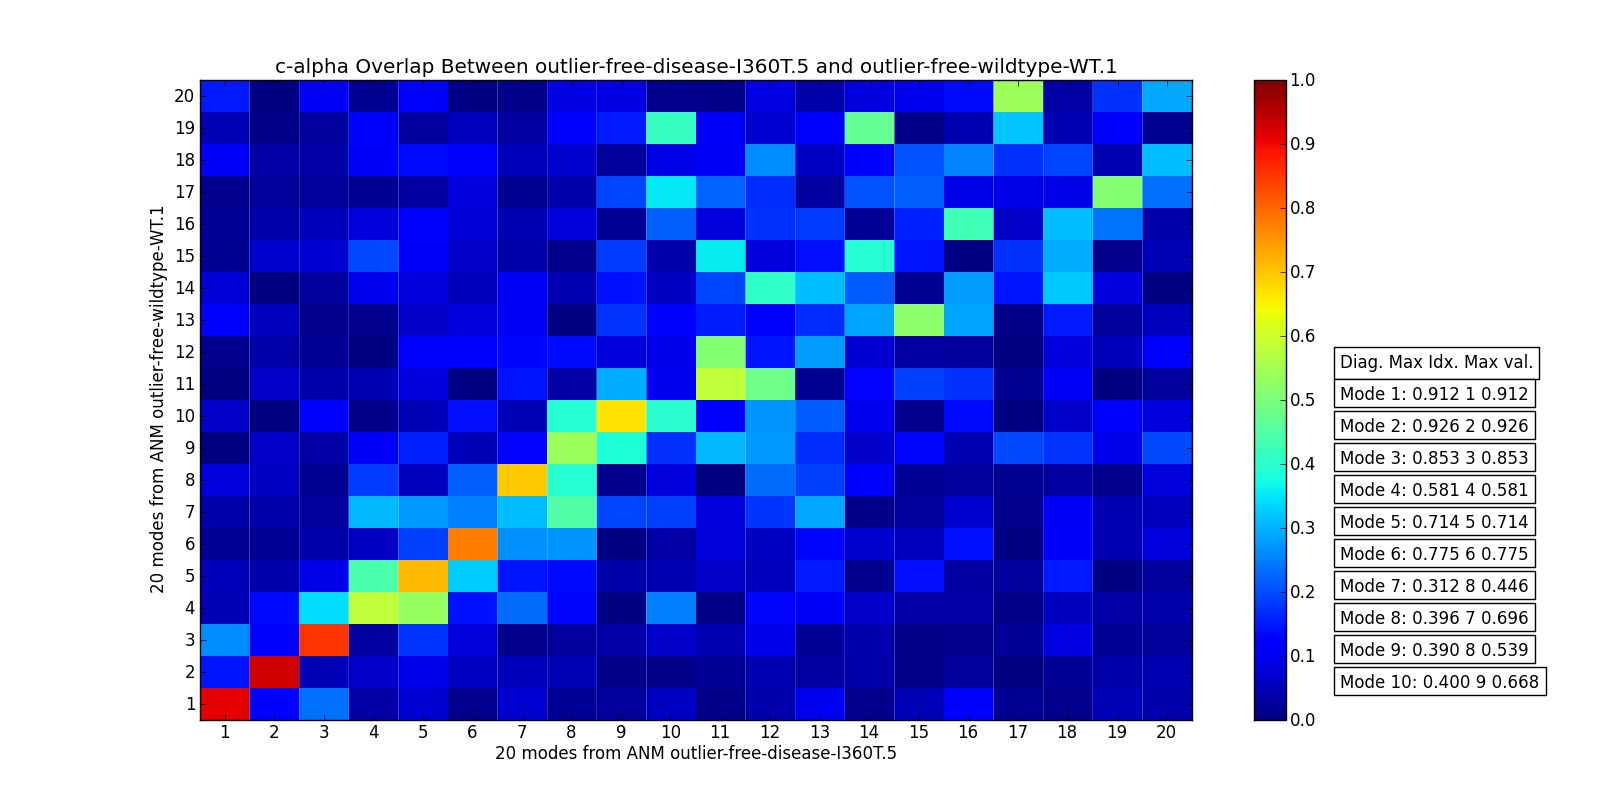 c-alpha Overlap Between outlier-free-disease-I360T.5 and outlier-free-wildtype-WT.1
20 modes from ANM outlier-free-wildtype-WT.1
20
19
18
17
16
15
14
13
12
11
10
9
8
7
6
5
4
3
2
1
1 2 3 4 5 6 7 8 9 10 11 12 13 14 15 16 17 18 19 20
20 modes from ANM outlier-free-disease-I360T.5
1.0
0.9
0.8
0.7
0.6
0.5
0.4
0.3
0.2
0.1
0.0
Diag. Max Idx. Max val.
Mode 1: 0.912 1 0.912
Mode 2: 0.926 2 0.926
Mode 3: 0.853 3 0.853
Mode 4: 0.581 4 0.581
Mode 5: 0.714 5 0.714
Mode 6: 0.775 6 0.775
Mode 7: 0.312 8 0.446
Mode 8: 0.396 7 0.696
Mode 9: 0.390 8 0.539
Mode 10: 0.400 9 0.668